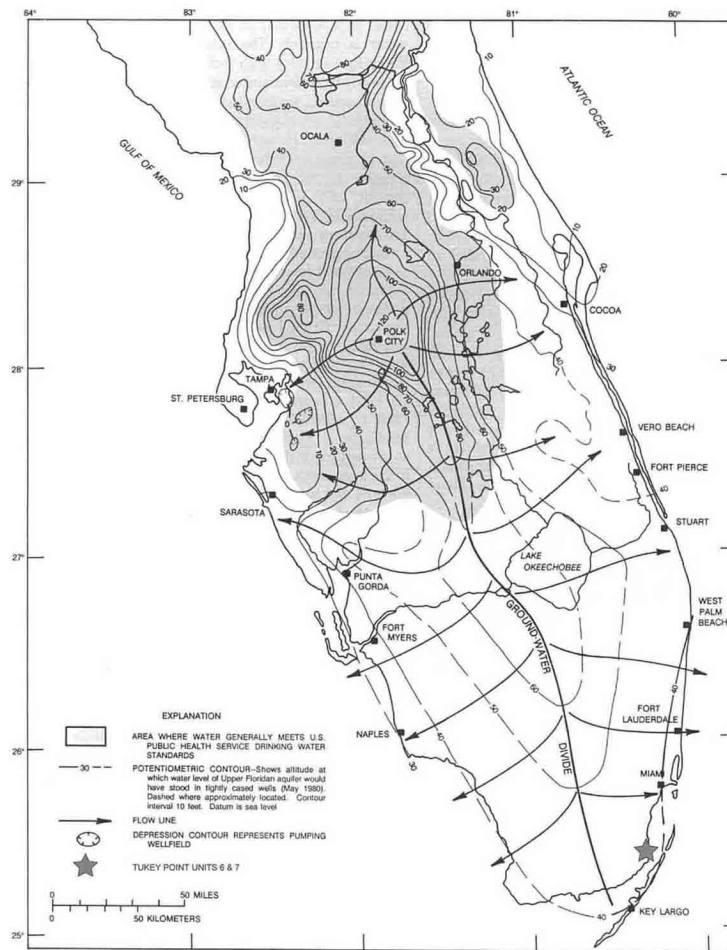 84°
83°
82°
81°
80°
10
ATLANTIC OCEAN
GULF OF MEXICO
OCALA
29°
ORLANDO
COCOA
POLK
CITY
120
100
28°
TAMPA
ST. PETERSBURG
VERO BEACH
FORT PIERCE
SARASOTA
STUART
27°
LAKE
OKEECHOBEE
PUNTA
GORDA
WEST
PALM
BEACH
FORT
MYERS
GROUND-WATER
DIVIDE
60
50
40
EXPLANATION
AREA WHERE WATER GENERALLY MEETS U.S.
PUBLIC HEALTH SERVICE DRINKING WATER
STANDARDS
NAPLES
FORT
LAUDERDALE
26°
30
30
POTENTIOMETRIC CONTOUR–Shows altitude at
which water level of Upper Floridan aquifer would
have stood in tightly cased wells (May 1980).
Dashed where approximately located. Contour
interval 10 feet. Datum is sea level
MIAMI
FLOW LINE
DEPRESSION CONTOUR REPRESENTS PUMPING
WELLFIELD
TUKEY POINT UNITS 6 & 7
0 50 MILES
0 50 KILOMETERS
40
KEY LARGO
25°
83°
82°
81°
80°